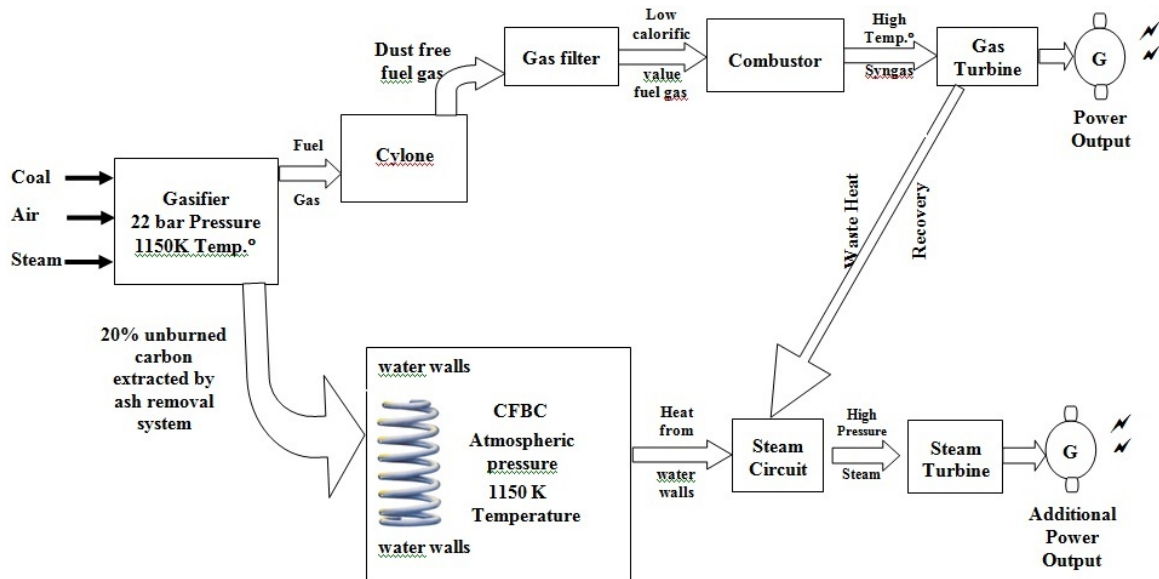 Coal
Air
Steam
Gasifier
22 bar Pressure
1150K Temp.°
Fuel
Gas
Cylone
Dust free
fuel gas
Gas filter
Low
calorific
value
fuel gas
Combustor
High
Temp.°
Syngas
Gas
Turbine
G
Power
Output
Waste Heat
Recovery
20% unburned
carbon
extracted by
ash removal
system
water walls
CFBC
Atmospheric
pressure
1150 K
Temperature
water walls
Heat
from
water
walls
Steam
Circuit
High
Pressure
Steam
Steam
Turbine
G
Additional
Power
Output